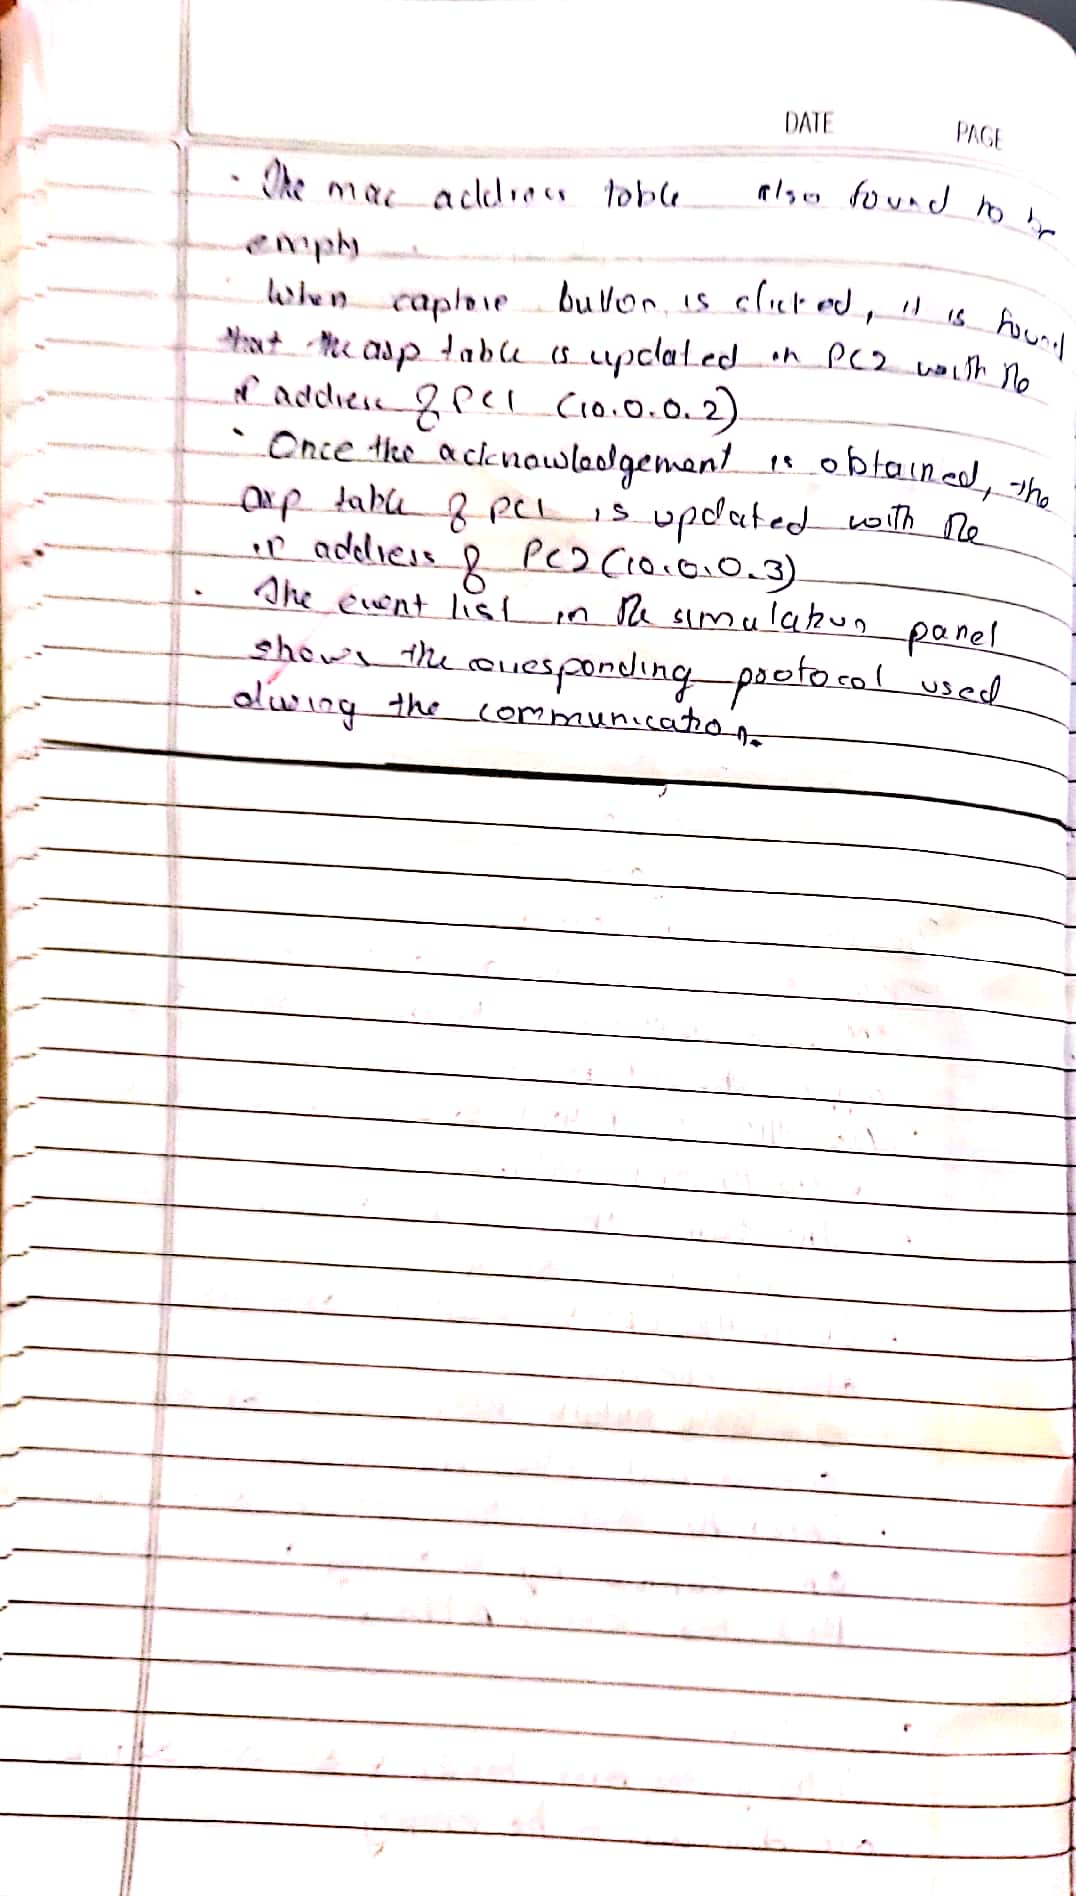 DATE
PAGE
· The mac address table also found to be
empty
· When capture button is clicked, it is found
that the arp table is updated in PC2 with the
IP address of PC1 (10.0.0.2)
· Once the acknowledgement is obtained, the
arp table of PC1 is updated with the
ip address of PC2 (10.0.0.3)
· The event list in the simulation panel
shows the corresponding protocol used
during the communication.